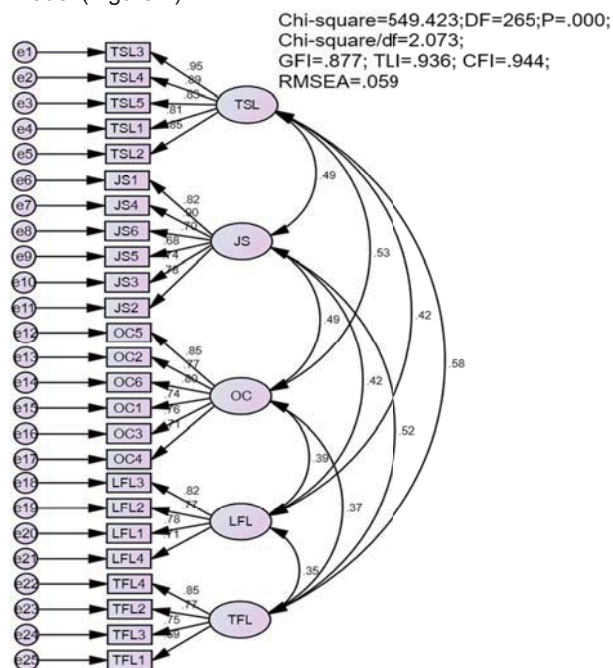 Chi-square=549.423;DF=265;P=.000;
Chi-square/df=2.073;
GFI=.877; TLI=.936; CFI=.944;
RMSEA=.059
e1 TSL3 .95
e2 TSL4 .89
e3 TSL5 .83
TSL
e4 TSL1 .81
e5 TSL2 .85
e6 JS1 .82
.49
e7 JS4 .90
e8 JS6 .70
JS
e9 JS5 .68
.53
e10 JS3 .74
e11 JS2 .78
.49 .42
e12 OC5 .85
e13 OC2 .77
.58
e14 OC6 .80
.42
OC
e15 OC1 .74
e16 OC3 .76
.52
e17 OC4 .71
.39
e18 LFL3 .82
e19 LFL2 .77
.37
LFL
e20 LFL1 .78
e21 LFL4 .71
.35
e22 TFL4 .85
e23 TFL2 .77
TFL
e24 TFL3 .75
e25 TFL1